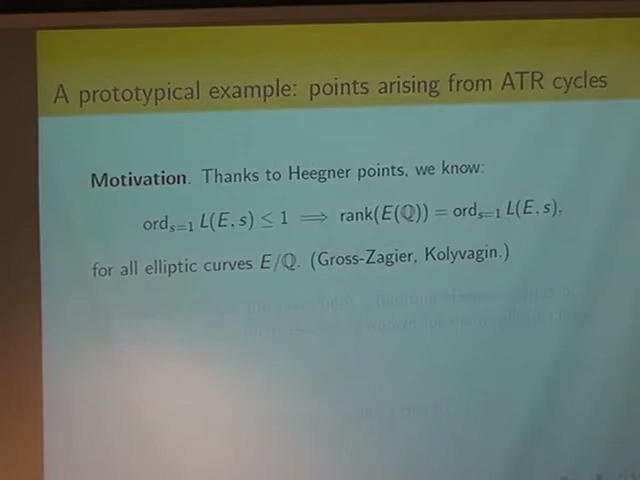 A prototypical example: points arising from ATR cycles
Motivation. Thanks to Heegner points, we know:
ord_{s=1} L(E, s) ≤ 1 ⟹ rank(E(ℚ)) = ord_{s=1} L(E, s),
for all elliptic curves E/ℚ. (Gross-Zagier, Kolyvagin.)